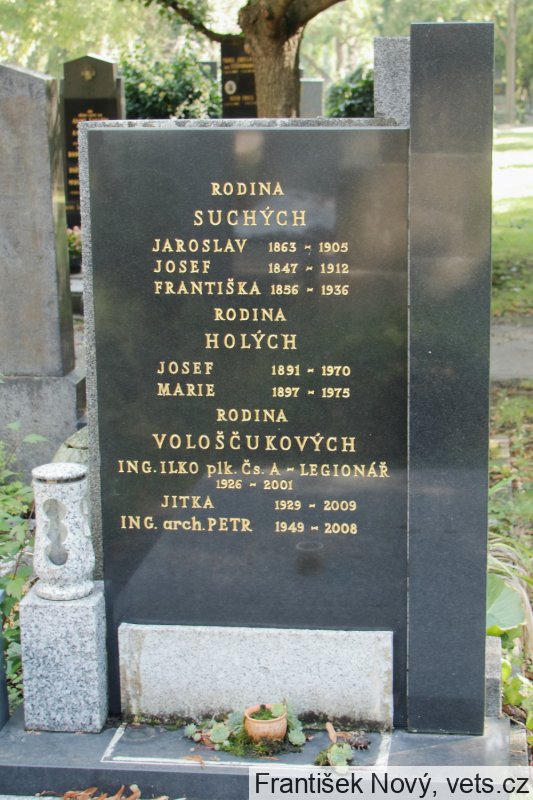 RODINA
SUCHÝCH
JAROSLAV 1863 ~ 1905
JOSEF 1847 ~ 1912
FRANTIŠKA 1856 ~ 1936
RODINA
HOLÝCH
JOSEF 1891 ~ 1970
MARIE 1897 ~ 1975
RODINA
VOLOŠČUKOVÝCH
ING. ILKO plk. Čs. A ~ LEGIONÁŘ
1926 ~ 2001
JITKA 1929 ~ 2009
ING. arch. PETR 1949 ~ 2008
František Nový, vets.cz